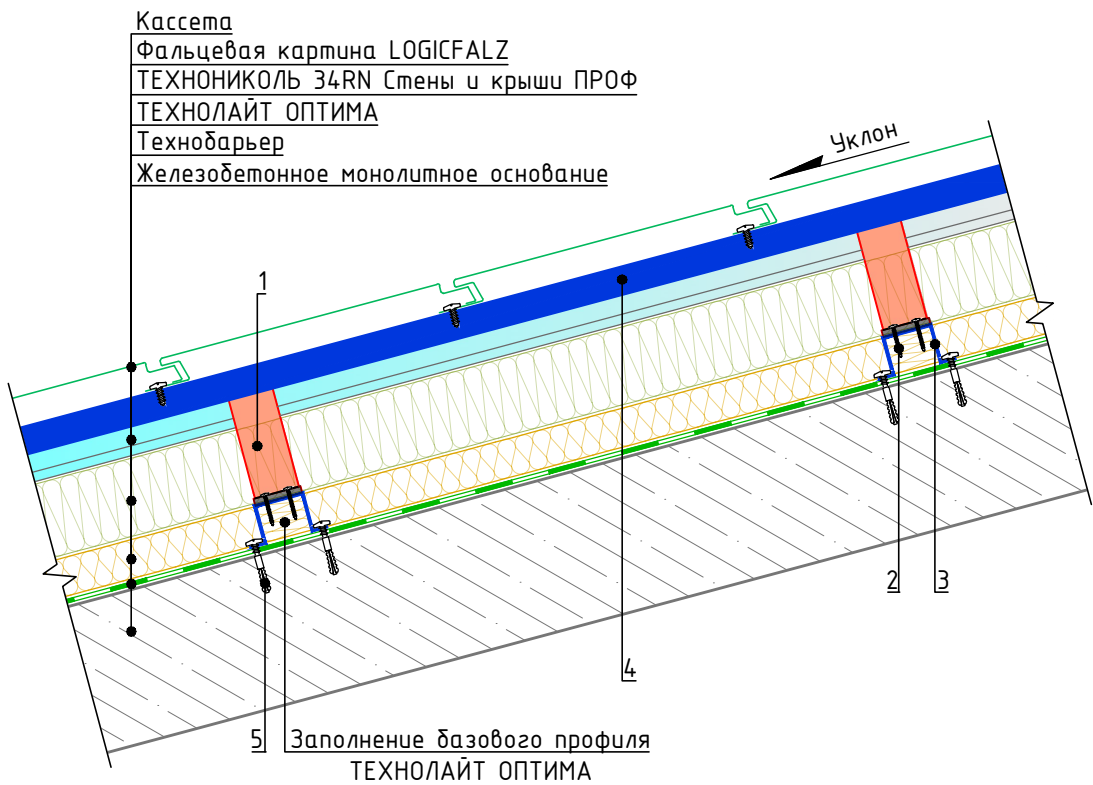 Кассета
Фальцевая картина LOGICFALZ
ТЕХНОНИКОЛЬ 34RN Стены и крыши ПРОФ
ТЕХНОЛАЙТ ОПТИМА
Технобарьер
Железобетонное монолитное основание
Уклон
1
2
3
4
5
Заполнение базового профиля
ТЕХНОЛАЙТ ОПТИМА